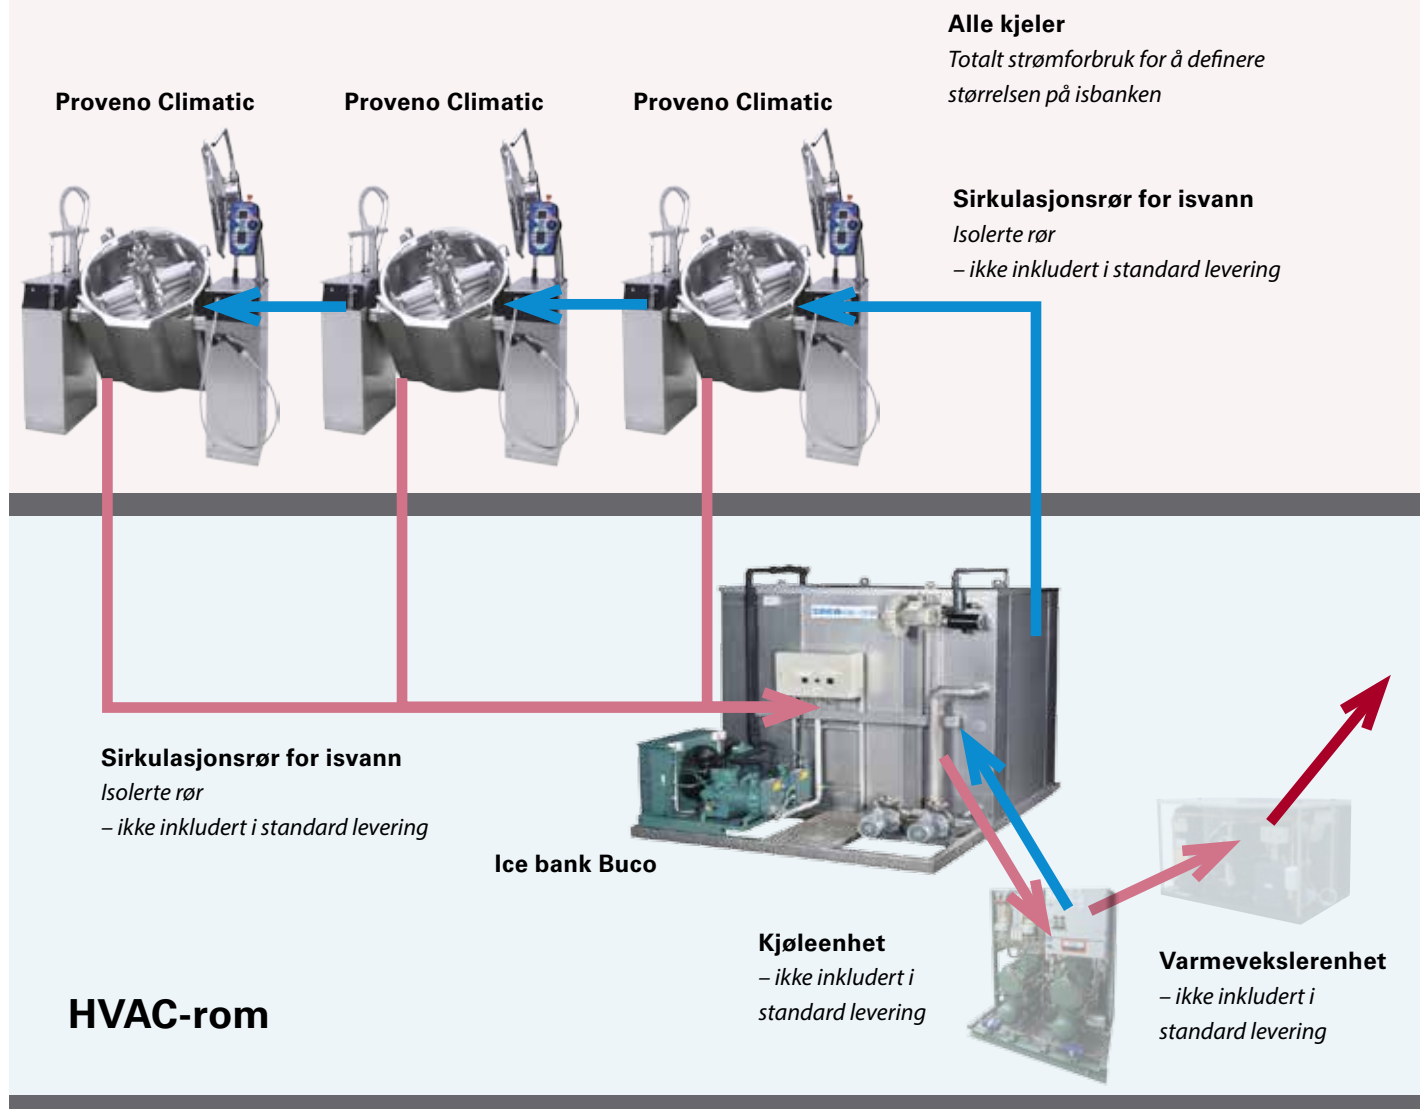 Alle kjeler
Totalt strømforbruk for å definere
størrelsen på isbanken
Proveno Climatic
Proveno Climatic
Proveno Climatic
Sirkulasjonsrør for isvann
Isolerte rør
– ikke inkludert i standard levering
Sirkulasjonsrør for isvann
Isolerte rør
– ikke inkludert i standard levering
Ice bank Buco
Kjøleenhet
– ikke inkludert i
standard levering
Varmevekslerenhet
– ikke inkludert i
standard levering
HVAC-rom